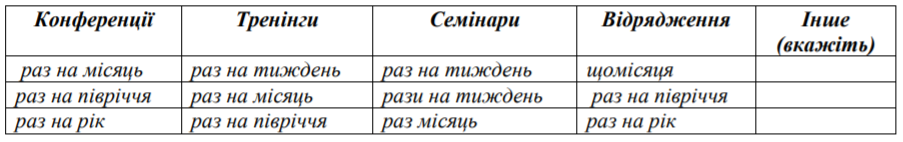 Конференції Тренінги Семінари Відрядження Інше
(вкажіть)
раз на місяць раз на тиждень раз на тиждень щомісяця
раз на півріччя раз на місяць рази на тиждень раз на півріччя
раз на рік раз на півріччя раз місяць раз на рік